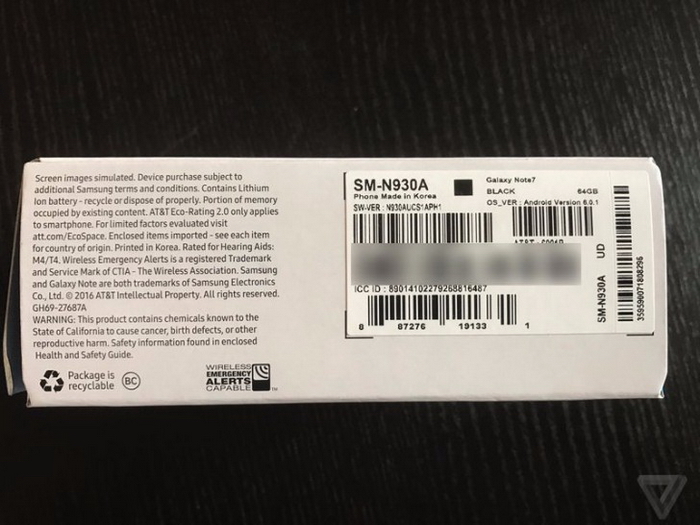 Screen images simulated. Device purchase subject to
additional Samsung terms and conditions. Contains Lithium
Ion battery - recycle or dispose of properly. Portion of memory
occupied by existing content. AT&T Eco-Rating 2.0 only applies
to smartphone. For limited factors evaluated visit
att.com/EcoSpace. Enclosed items imported - see each item
for country of origin. Printed in Korea. Rated for Hearing Aids:
M4/T4. Wireless Emergency Alerts is a registered Trademark
and Service Mark of CTIA - The Wireless Association. Samsung
and Galaxy Note are both trademarks of Samsung Electronics
Co., Ltd. © 2016 AT&T Intellectual Property. All rights reserved.
GH69-27687A
WARNING: This product contains chemicals known to the
State of California to cause cancer, birth defects, or other
reproductive harm. Safety information found in enclosed
Health and Safety Guide.
Package is
recyclable
BC
WIRELESS
EMERGENCY
ALERTS
CAPABLE
TM
SM-N930A
Phone Made in Korea
SW-VER : N930AUCS1APH1
Galaxy Note7
BLACK 64GB
OS_VER : Android Version 6.0.1
ICC ID : 89014102279268816487
8 87276 19133 1
SM-N930A UD
359590071808296